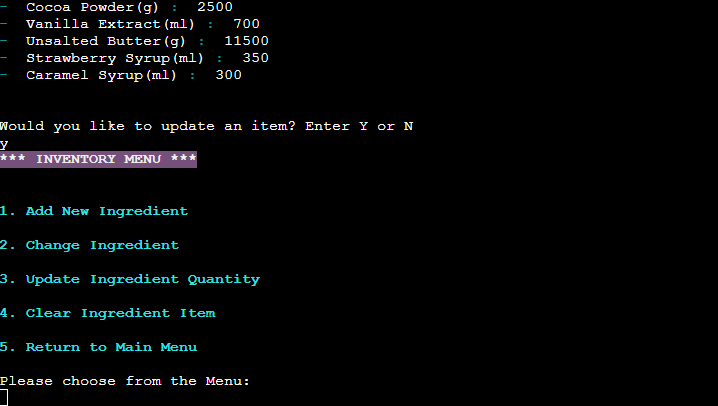 -  Cocoa Powder(g) :  2500
-  Vanilla Extract(ml) :  700
-  Unsalted Butter(g) :  11500
-  Strawberry Syrup(ml) :  350
-  Caramel Syrup(ml) :  300
Would you like to update an item? Enter Y or N
y
*** INVENTORY MENU ***
1. Add New Ingredient
2. Change Ingredient
3. Update Ingredient Quantity
4. Clear Ingredient Item
5. Return to Main Menu
Please choose from the Menu: